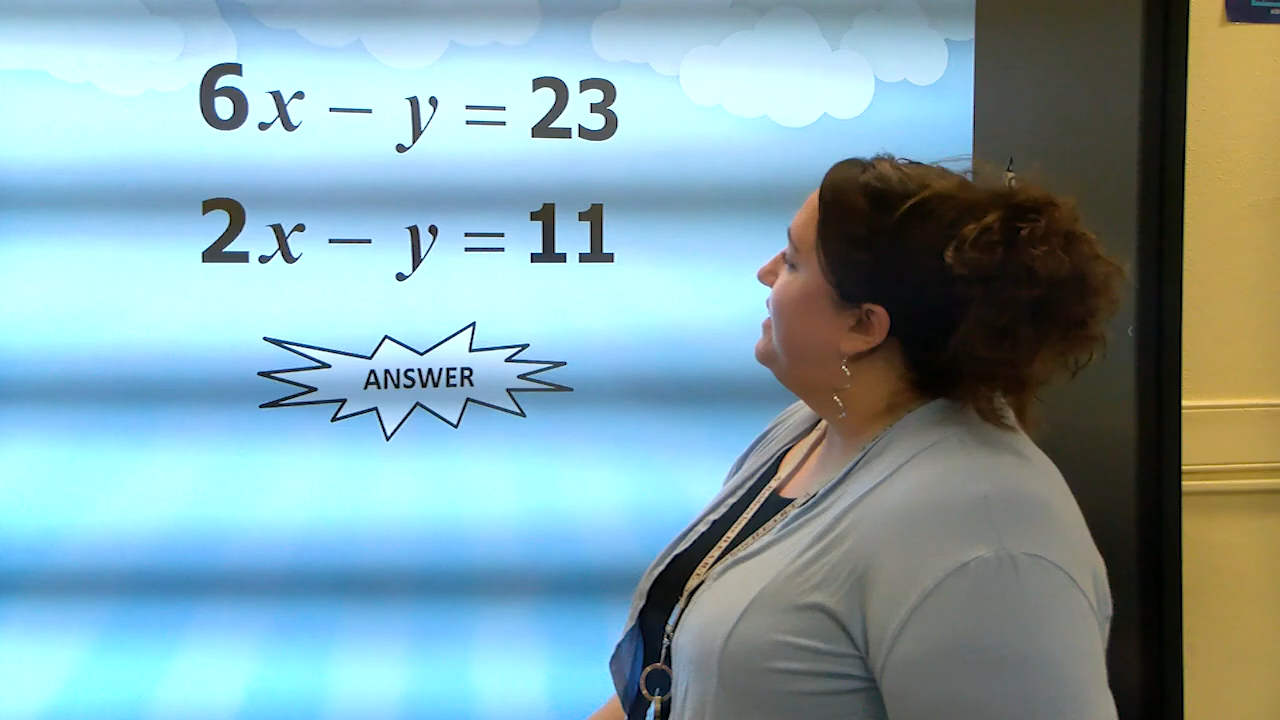 6x − y = 23
2x − y = 11
ANSWER